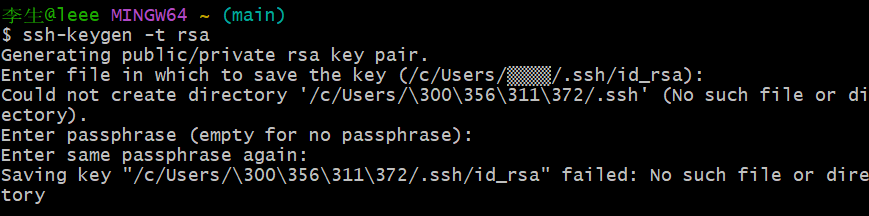 李生@leee MINGW64 ~ (main)
$ ssh-keygen -t rsa
Generating public/private rsa key pair.
Enter file in which to save the key (/c/Users/▒▒▒▒/.ssh/id_rsa):
Could not create directory '/c/Users/\300\356\311\372/.ssh' (No such file or di
ectory).
Enter passphrase (empty for no passphrase):
Enter same passphrase again:
Saving key "/c/Users/\300\356\311\372/.ssh/id_rsa" failed: No such file or dire
tory